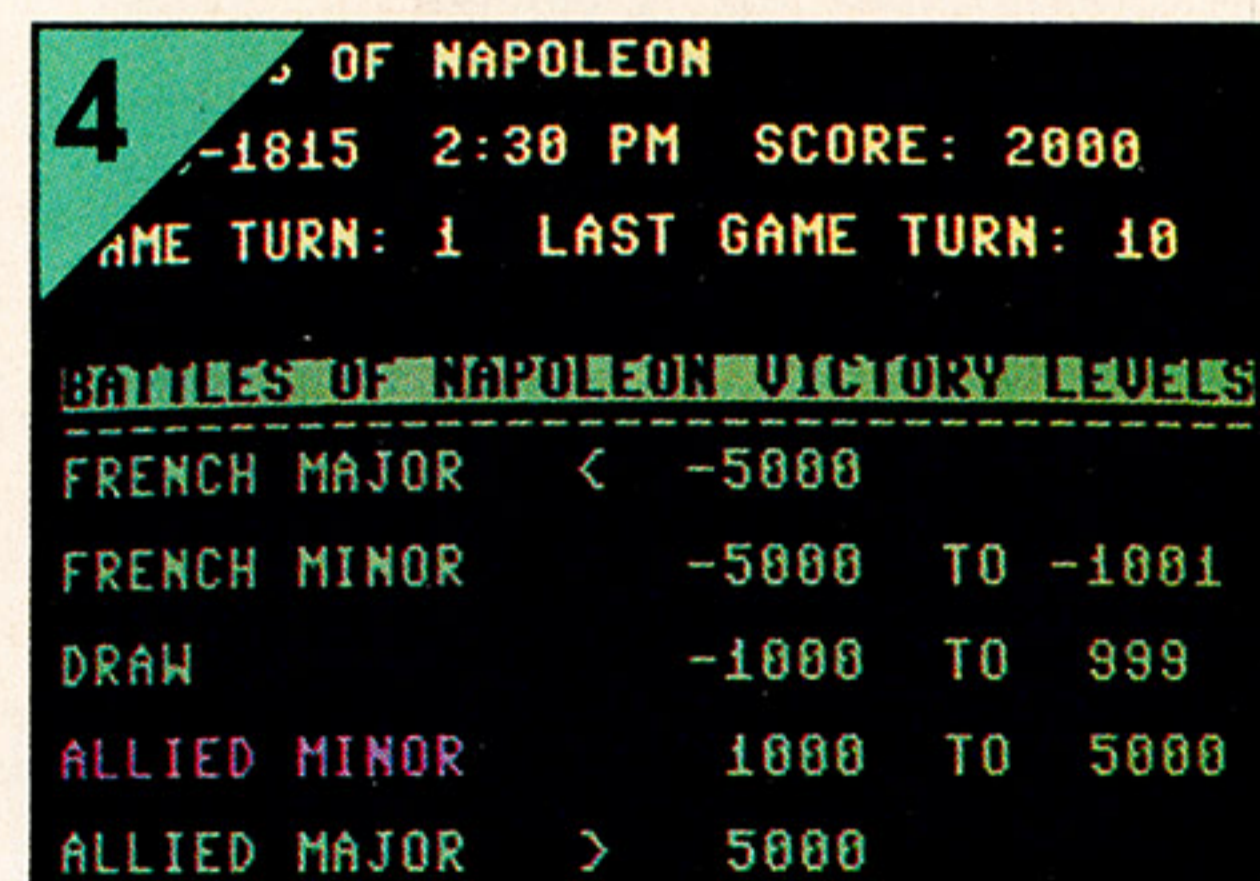 4
OF NAPOLEON
-1815 2:30 PM SCORE: 2000
AME TURN: 1 LAST GAME TURN: 10
BATTLES OF NAPOLEON VICTORY LEVELS
--------------------------------
FRENCH MAJOR < -5000
FRENCH MINOR -5000 TO -1001
DRAW -1000 TO 999
ALLIED MINOR 1000 TO 5000
ALLIED MAJOR > 5000